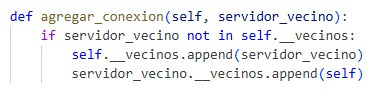 def agregar_conexion(self, servidor_vecino):
    if servidor_vecino not in self.__vecinos:
        self.__vecinos.append(servidor_vecino)
        servidor_vecino.__vecinos.append(self)